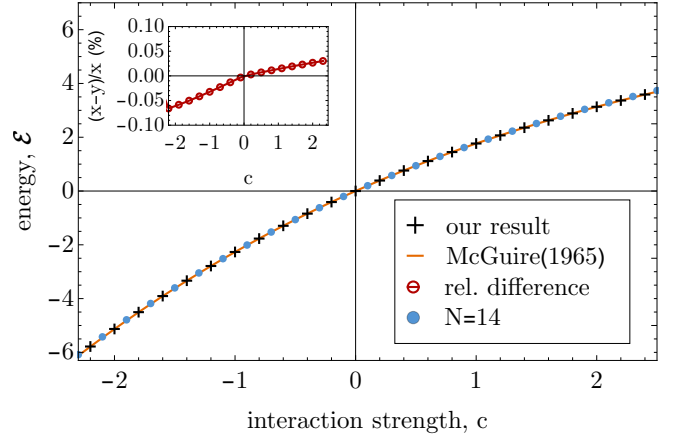 6
4
2
0
−2
−4
−6
energy, ℰ
0.10
0.05
0.00
−0.05
−0.10
(x−y)/x (%)
−2 −1 0 1 2
c
our result
McGuire(1965)
rel. difference
N=14
−2 −1 0 1 2
interaction strength, c